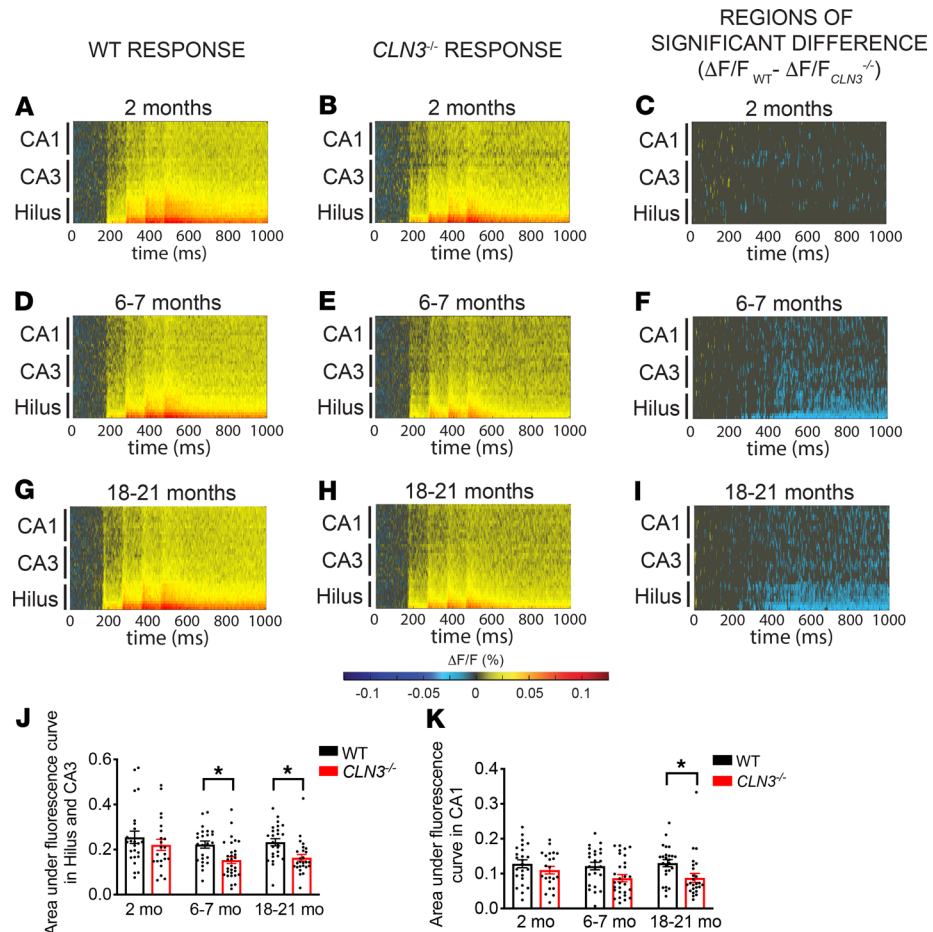 WT RESPONSE
CLN3-/- RESPONSE
REGIONS OF
SIGNIFICANT DIFFERENCE
(ΔF/FWT- ΔF/FCLN3-/-)
A
2 months
CA1
CA3
Hilus
0 200 400 600 800 1000
time (ms)
B
2 months
0 200 400 600 800 1000
time (ms)
C
2 months
CA1
CA3
Hilus
0 200 400 600 800 1000
time (ms)
D
6-7 months
CA1
CA3
Hilus
0 200 400 600 800 1000
time (ms)
E
6-7 months
0 200 400 600 800 1000
time (ms)
F
6-7 months
CA1
CA3
Hilus
0 200 400 600 800 1000
time (ms)
G
18-21 months
CA1
CA3
Hilus
0 200 400 600 800 1000
time (ms)
H
18-21 months
0 200 400 600 800 1000
time (ms)
I
18-21 months
CA1
CA3
Hilus
0 200 400 600 800 1000
time (ms)
ΔF/F (%)
-0.1 -0.05 0 0.05 0.1
J
Area under fluorescence curve
in Hilus and CA3
0.6
0.4
0.2
0.0
* *
WT
CLN3-/-
2 mo 6-7 mo 18-21 mo
K
Area under fluorescence
curve in CA1
0.4
0.3
0.2
0.1
0.0
*
WT
CLN3-/-
2 mo 6-7 mo 18-21 mo